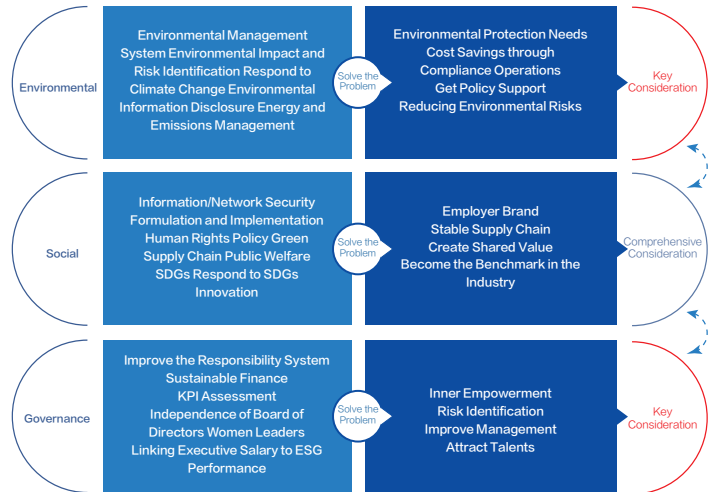 Environmental
Environmental Management
System Environmental Impact and
Risk Identification Respond to
Climate Change Environmental
Information Disclosure Energy and
Emissions Management
Solve the
Problem
Environmental Protection Needs
Cost Savings through
Compliance Operations
Get Policy Support
Reducing Environmental Risks
Key
Consideration
Social
Information/Network Security
Formulation and Implementation
Human Rights Policy Green
Supply Chain Public Welfare
SDGs Respond to SDGs
Innovation
Solve the
Problem
Employer Brand
Stable Supply Chain
Create Shared Value
Become the Benchmark in the
Industry
Comprehensive
Consideration
Governance
Improve the Responsibility System
Sustainable Finance
KPI Assessment
Independence of Board of
Directors Women Leaders
Linking Executive Salary to ESG
Performance
Solve the
Problem
Inner Empowerment
Risk Identification
Improve Management
Attract Talents
Key
Consideration